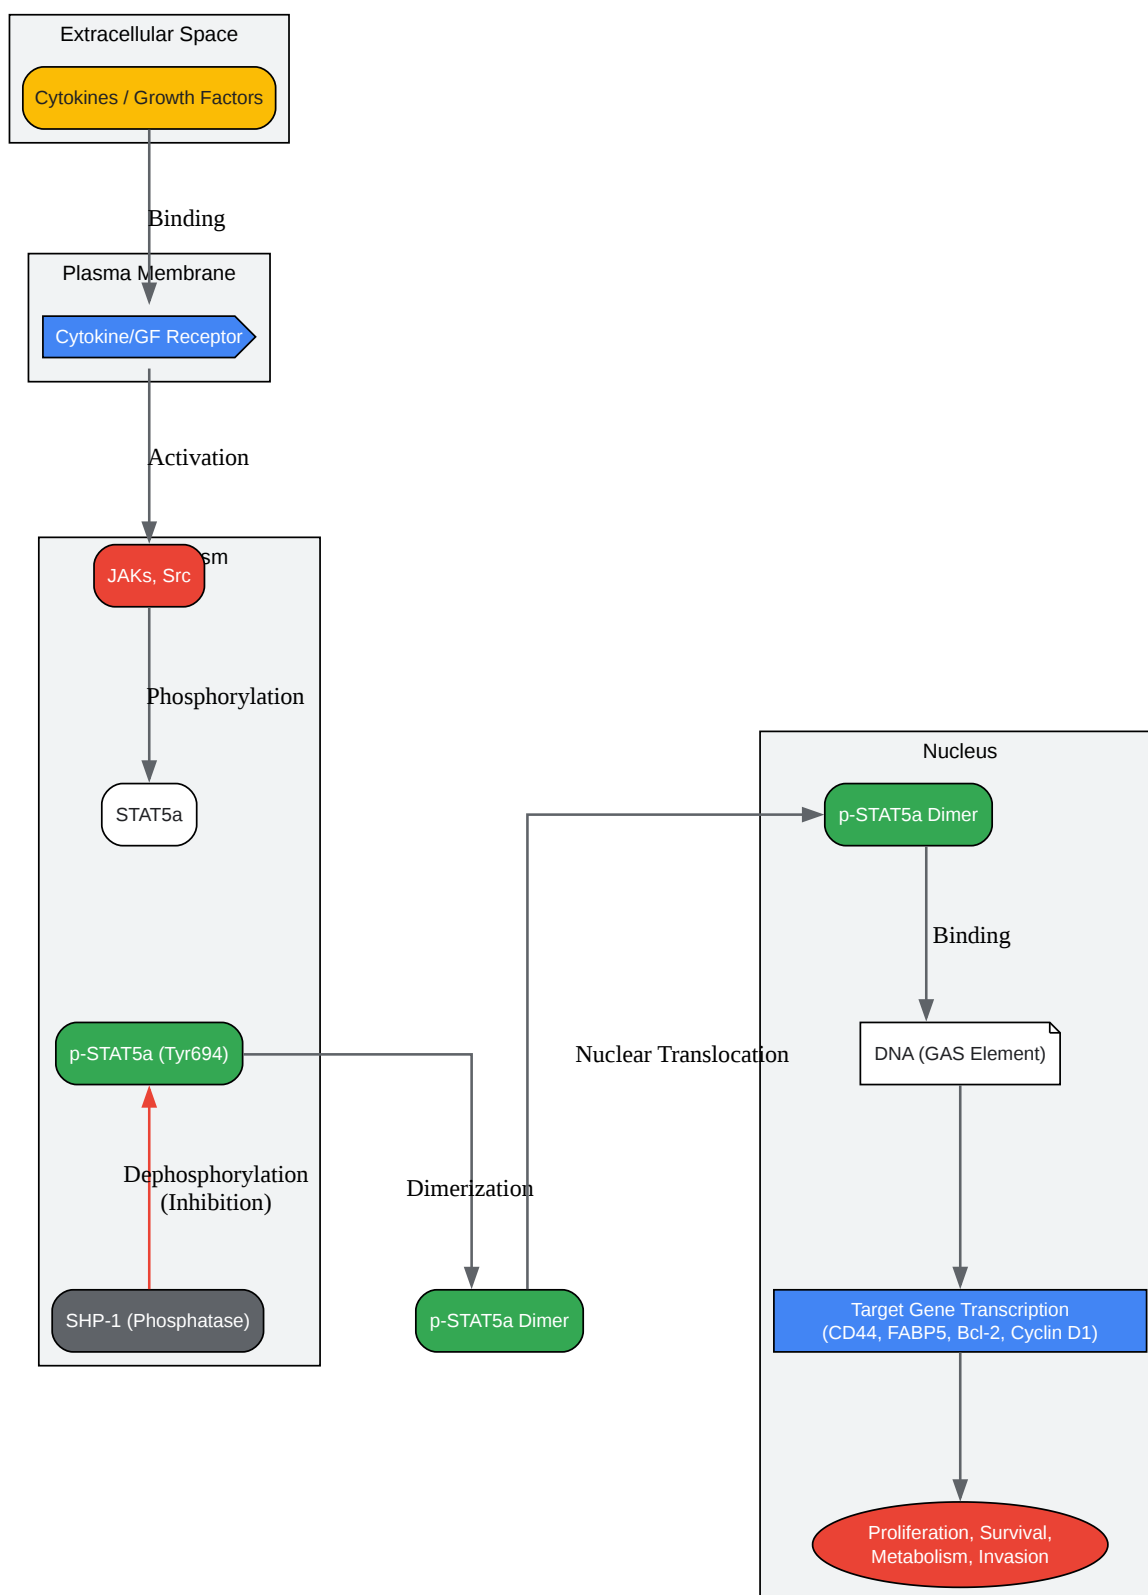 Extracellular Space
Cytokines / Growth Factors
Binding
Plasma Membrane
Cytokine/GF Receptor
Activation
JAKs, Src
Phosphorylation
STAT5a
p-STAT5a (Tyr694)
Dephosphorylation
(Inhibition)
SHP-1 (Phosphatase)
Dimerization
p-STAT5a Dimer
Nuclear Translocation
Nucleus
p-STAT5a Dimer
Binding
DNA (GAS Element)
Target Gene Transcription
(CD44, FABP5, Bcl-2, Cyclin D1)
Proliferation, Survival,
Metabolism, Invasion